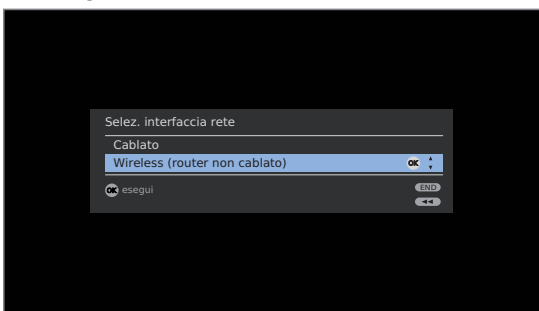 Selez. interfaccia rete
Cablato
Wireless (router non cablato)
OK
OK esegui
END